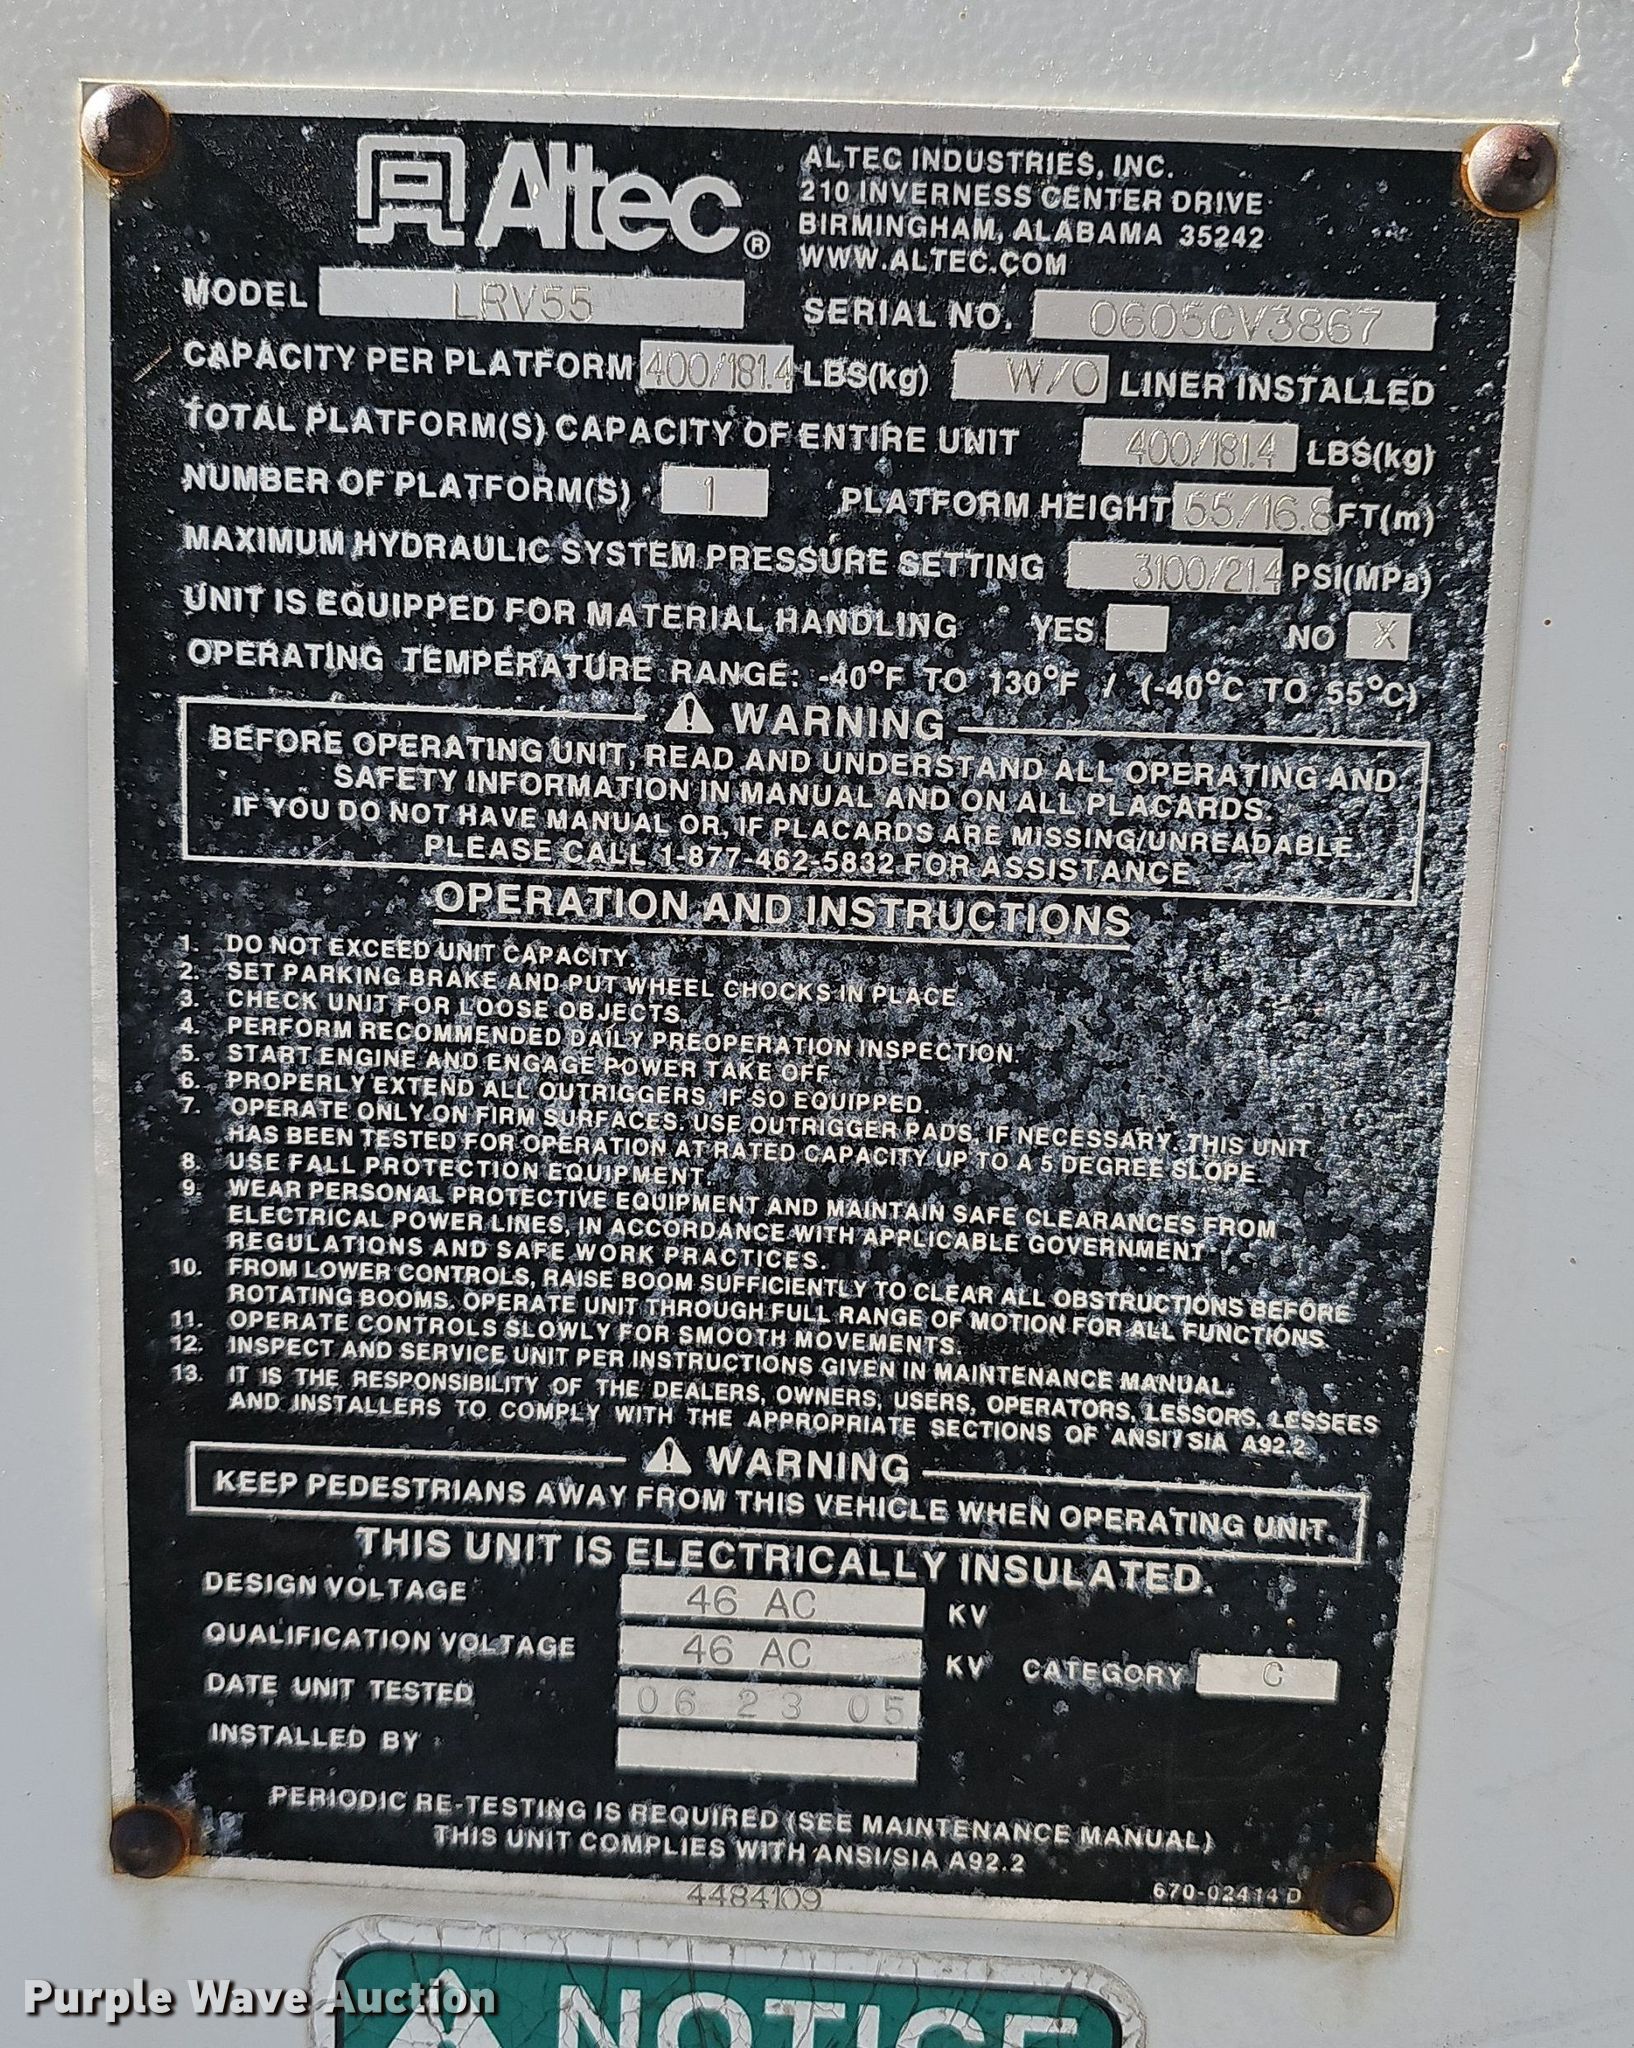 Altec®
ALTEC INDUSTRIES, INC.
210 INVERNESS CENTER DRIVE
BIRMINGHAM, ALABAMA 35242
WWW.ALTEC.COM
MODEL LRV55 SERIAL NO. 0605CV3867
CAPACITY PER PLATFORM 400/181.4 LBS(kg) W/O LINER INSTALLED
TOTAL PLATFORM(S) CAPACITY OF ENTIRE UNIT 400/181.4 LBS(kg)
NUMBER OF PLATFORM(S) 1 PLATFORM HEIGHT 55/16.8 FT(m)
MAXIMUM HYDRAULIC SYSTEM PRESSURE SETTING 3100/21.4 PSI(MPa)
UNIT IS EQUIPPED FOR MATERIAL HANDLING YES NO X
OPERATING TEMPERATURE RANGE: -40°F TO 130°F / (-40°C TO 55°C)
WARNING
BEFORE OPERATING UNIT, READ AND UNDERSTAND ALL OPERATING AND
SAFETY INFORMATION IN MANUAL AND ON ALL PLACARDS.
IF YOU DO NOT HAVE MANUAL OR, IF PLACARDS ARE MISSING/UNREADABLE,
PLEASE CALL 1-877-462-5832 FOR ASSISTANCE.
OPERATION AND INSTRUCTIONS
1. DO NOT EXCEED UNIT CAPACITY.
2. SET PARKING BRAKE AND PUT WHEEL CHOCKS IN PLACE.
3. CHECK UNIT FOR LOOSE OBJECTS.
4. PERFORM RECOMMENDED DAILY PREOPERATION INSPECTION.
5. START ENGINE AND ENGAGE POWER TAKE OFF.
6. PROPERLY EXTEND ALL OUTRIGGERS, IF SO EQUIPPED.
7. OPERATE ONLY ON FIRM SURFACES. USE OUTRIGGER PADS, IF NECESSARY. THIS UNIT
HAS BEEN TESTED FOR OPERATION AT RATED CAPACITY UP TO A 5 DEGREE SLOPE.
8. USE FALL PROTECTION EQUIPMENT.
9. WEAR PERSONAL PROTECTIVE EQUIPMENT AND MAINTAIN SAFE CLEARANCES FROM
ELECTRICAL POWER LINES, IN ACCORDANCE WITH APPLICABLE GOVERNMENT
REGULATIONS AND SAFE WORK PRACTICES.
10. FROM LOWER CONTROLS, RAISE BOOM SUFFICIENTLY TO CLEAR ALL OBSTRUCTIONS BEFORE
ROTATING BOOMS. OPERATE UNIT THROUGH FULL RANGE OF MOTION FOR ALL FUNCTIONS.
11. OPERATE CONTROLS SLOWLY FOR SMOOTH MOVEMENTS.
12. INSPECT AND SERVICE UNIT PER INSTRUCTIONS GIVEN IN MAINTENANCE MANUAL.
13. IT IS THE RESPONSIBILITY OF THE DEALERS, OWNERS, USERS, OPERATORS, LESSORS, LESSEES
AND INSTALLERS TO COMPLY WITH THE APPROPRIATE SECTIONS OF ANSI/SIA A92.2
WARNING
KEEP PEDESTRIANS AWAY FROM THIS VEHICLE WHEN OPERATING UNIT.
THIS UNIT IS ELECTRICALLY INSULATED.
DESIGN VOLTAGE 46 AC KV
QUALIFICATION VOLTAGE 46 AC KV CATEGORY C
DATE UNIT TESTED 06 23 05
INSTALLED BY
PERIODIC RE-TESTING IS REQUIRED (SEE MAINTENANCE MANUAL)
THIS UNIT COMPLIES WITH ANSI/SIA A92.2
4484109
670-02414 D
NOTICE
Purple Wave Auction